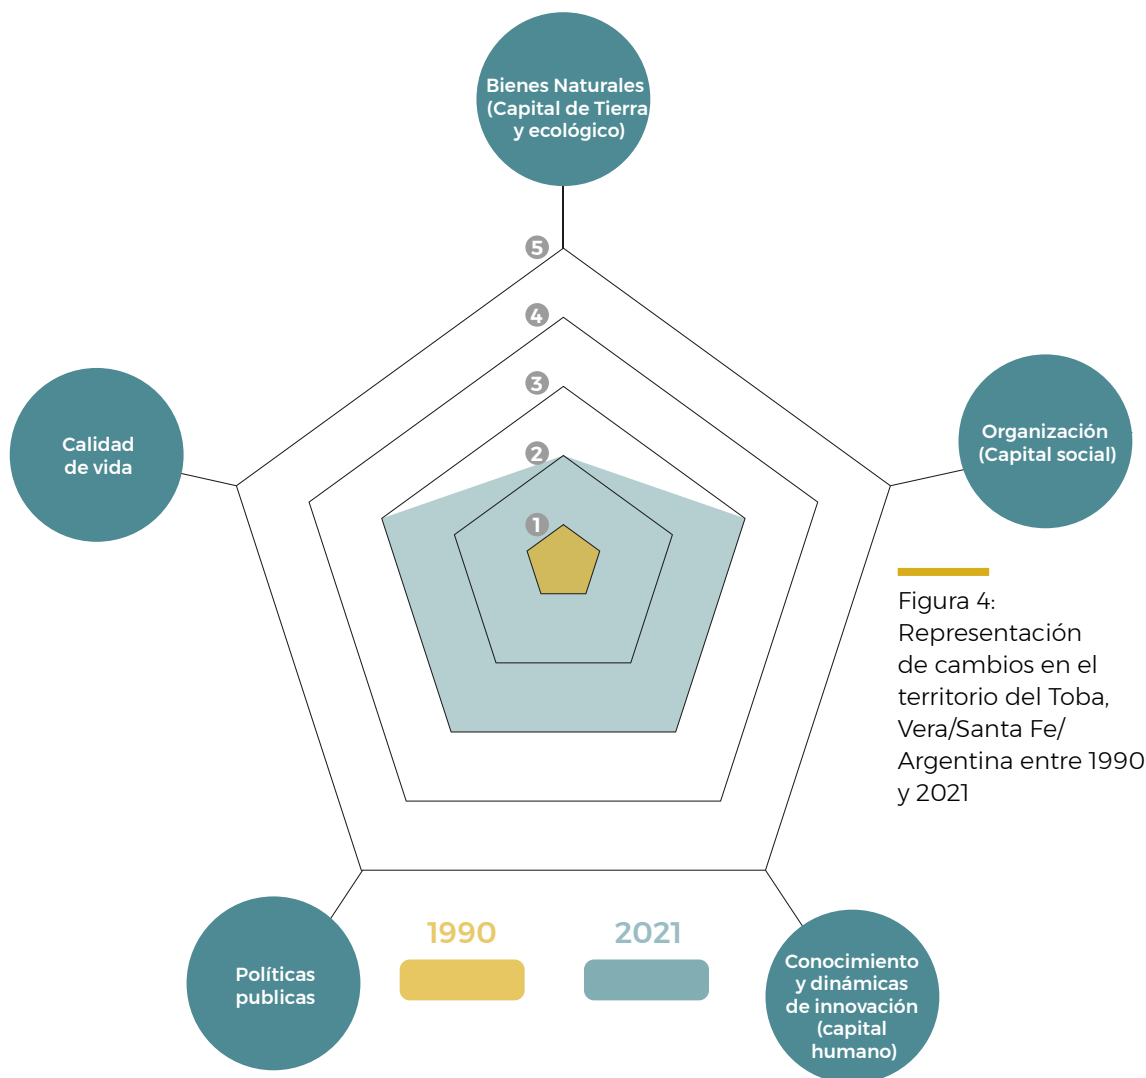 Bienes Naturales
(Capital de Tierra
y ecológico)
5
4
3
2
1
Calidad
de vida
Organización
(Capital social)
Figura 4:
Representación
de cambios en el
territorio del Toba,
Vera/Santa Fe/
Argentina entre 1990
y 2021
Políticas
publicas
1990
2021
Conocimiento
y dinámicas
de innovación
(capital
humano)